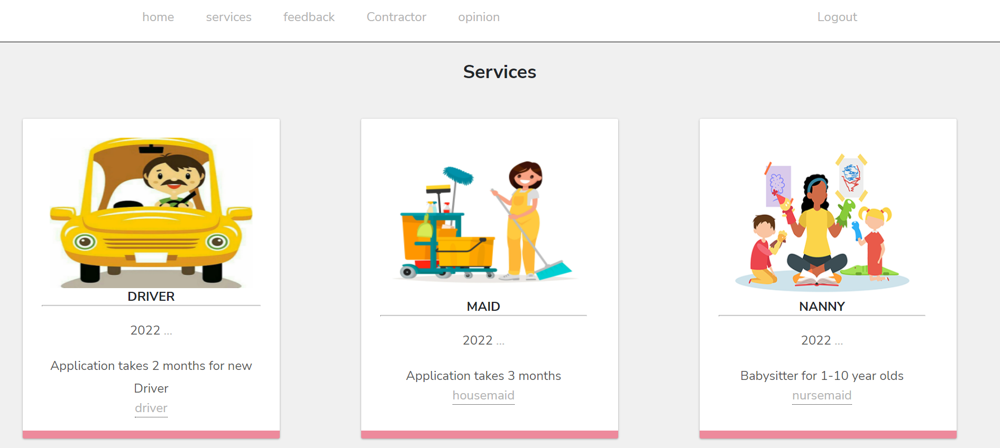 home services feedback Contractor opinion Logout
Services
DRIVER
2022 ...
Application takes 2 months for new
Driver
driver
MAID
2022 ...
Application takes 3 months
housemaid
NANNY
2022 ...
Babysitter for 1-10 year olds
nursemaid